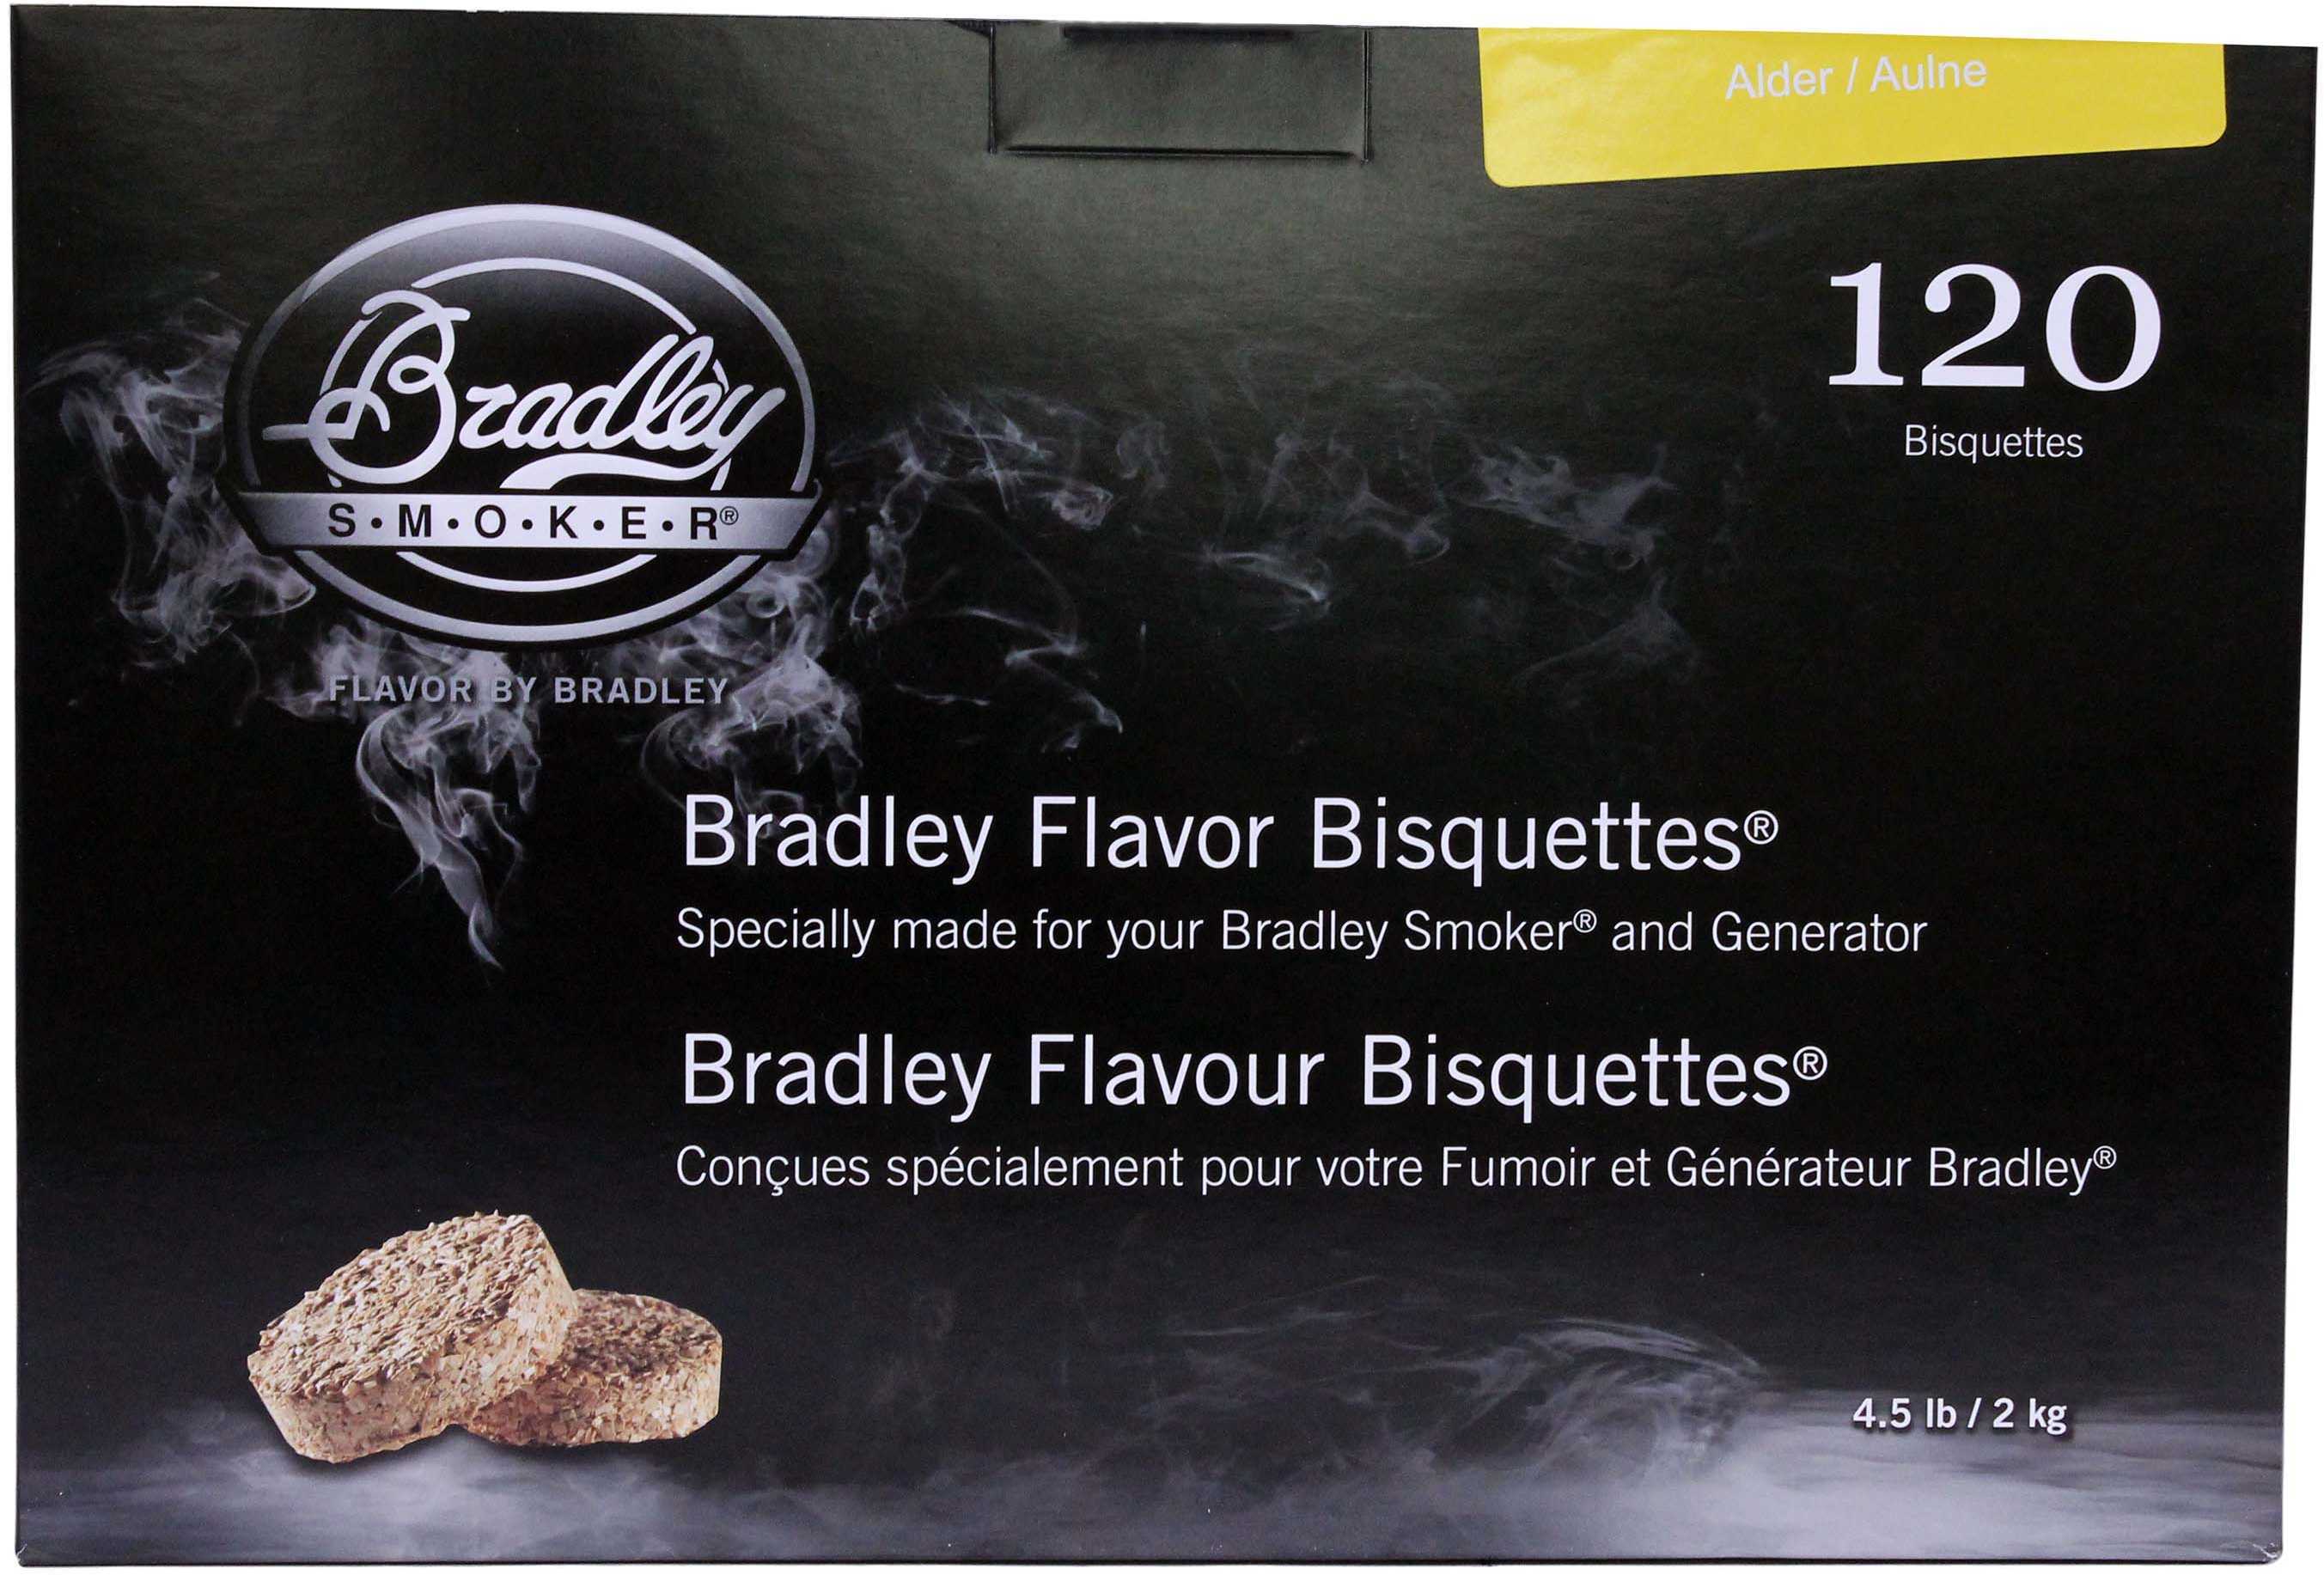 Alder / Aulne
120
Bisquettes
Bradley
S•M•O•K•E•R®
FLAVOR BY BRADLEY
Bradley Flavor Bisquettes®
Specially made for your Bradley Smoker® and Generator
Bradley Flavour Bisquettes®
Conçues spécialement pour votre Fumoir et Générateur Bradley®
4.5 lb / 2 kg